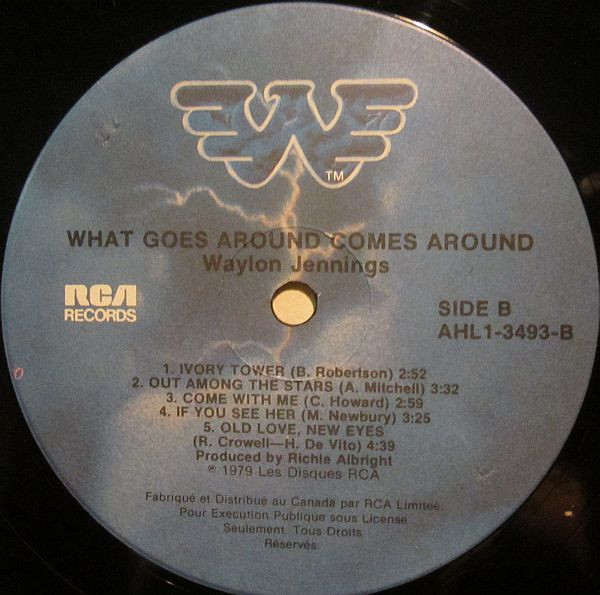 W
TM
WHAT GOES AROUND COMES AROUND
Waylon Jennings
RCA
RECORDS
SIDE B
AHL1-3493-B
1. IVORY TOWER (B. Robertson) 2:52
2. OUT AMONG THE STARS (A. Mitchell) 3:32
3. COME WITH ME (C. Howard) 2:59
4. IF YOU SEE HER (M. Newbury) 3:25
5. OLD LOVE, NEW EYES
(R. Crowell—H. De Vito) 4:39
Produced by Richie Albright
℗ 1979 Les Disques RCA
Fabriqué et Distribué au Canada par RCA Limiteé.
Pour Execution Publique sous License
Seulement. Tous Droits
Réservés.